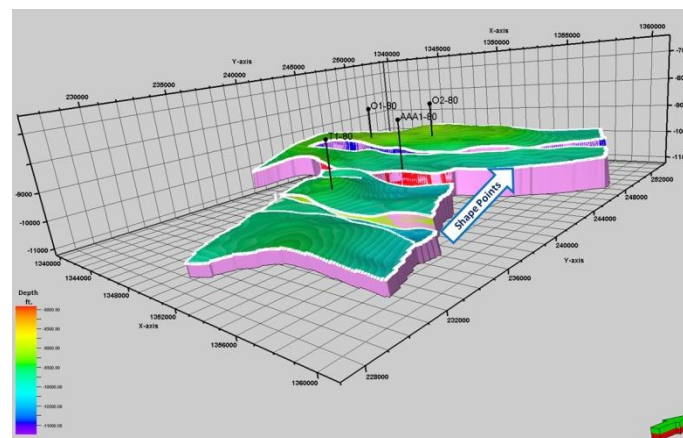 X-axis
1360000
1355000
1350000
1345000
1340000
Y-axis
250000
245000
240000
235000
230000
-9000
-10000
-11000
O1-80
O2-80
AAA1-80
T1-80
Shape Points
252000
248000
244000
240000
236000
232000
228000
Y-axis
1340000
1344000
1348000
1352000
1356000
1360000
X-axis
Depth
ft.